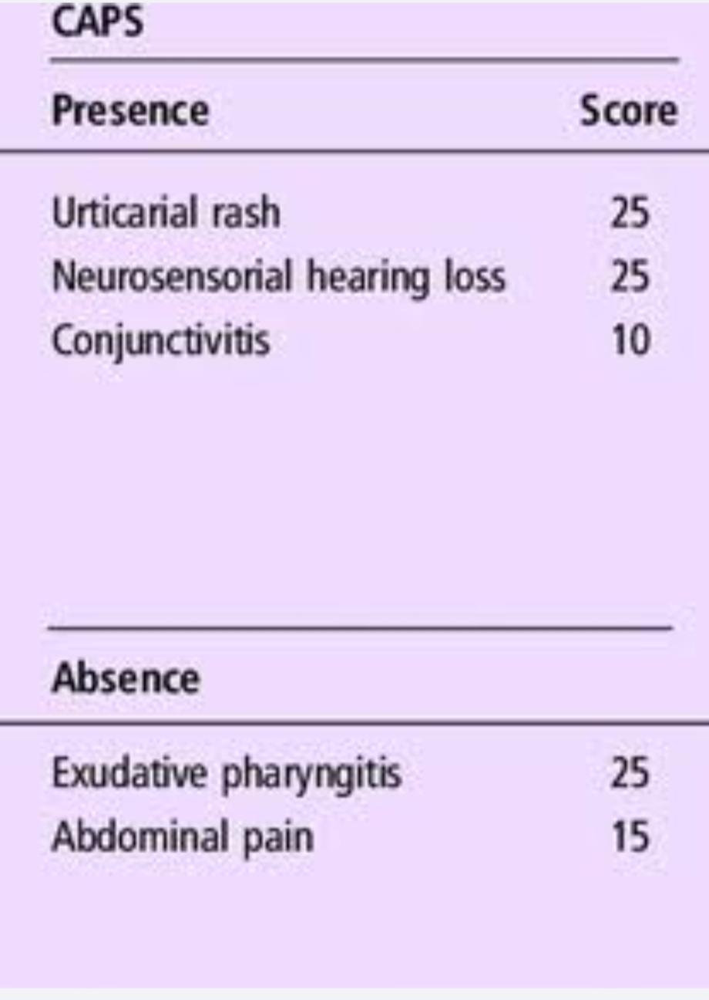 CAPS
Presence Score
Urticarial rash 25
Neurosensorial hearing loss 25
Conjunctivitis 10
Absence
Exudative pharyngitis 25
Abdominal pain 15